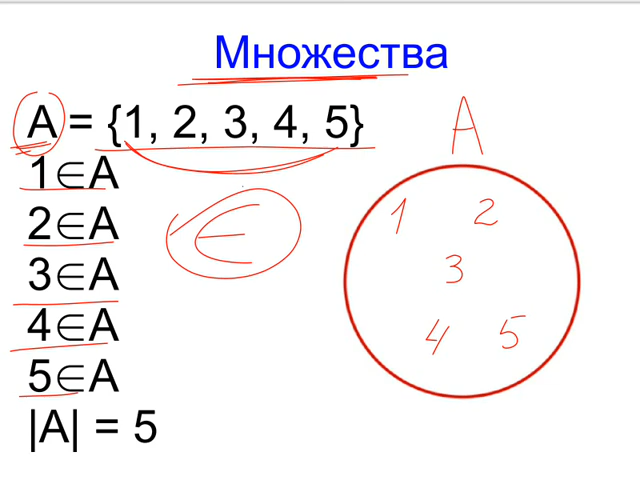 Множества
A = {1, 2, 3, 4, 5}
1∈A
2∈A
3∈A
4∈A
5∈A
|A| = 5
∈
A
1 2
3
4 5